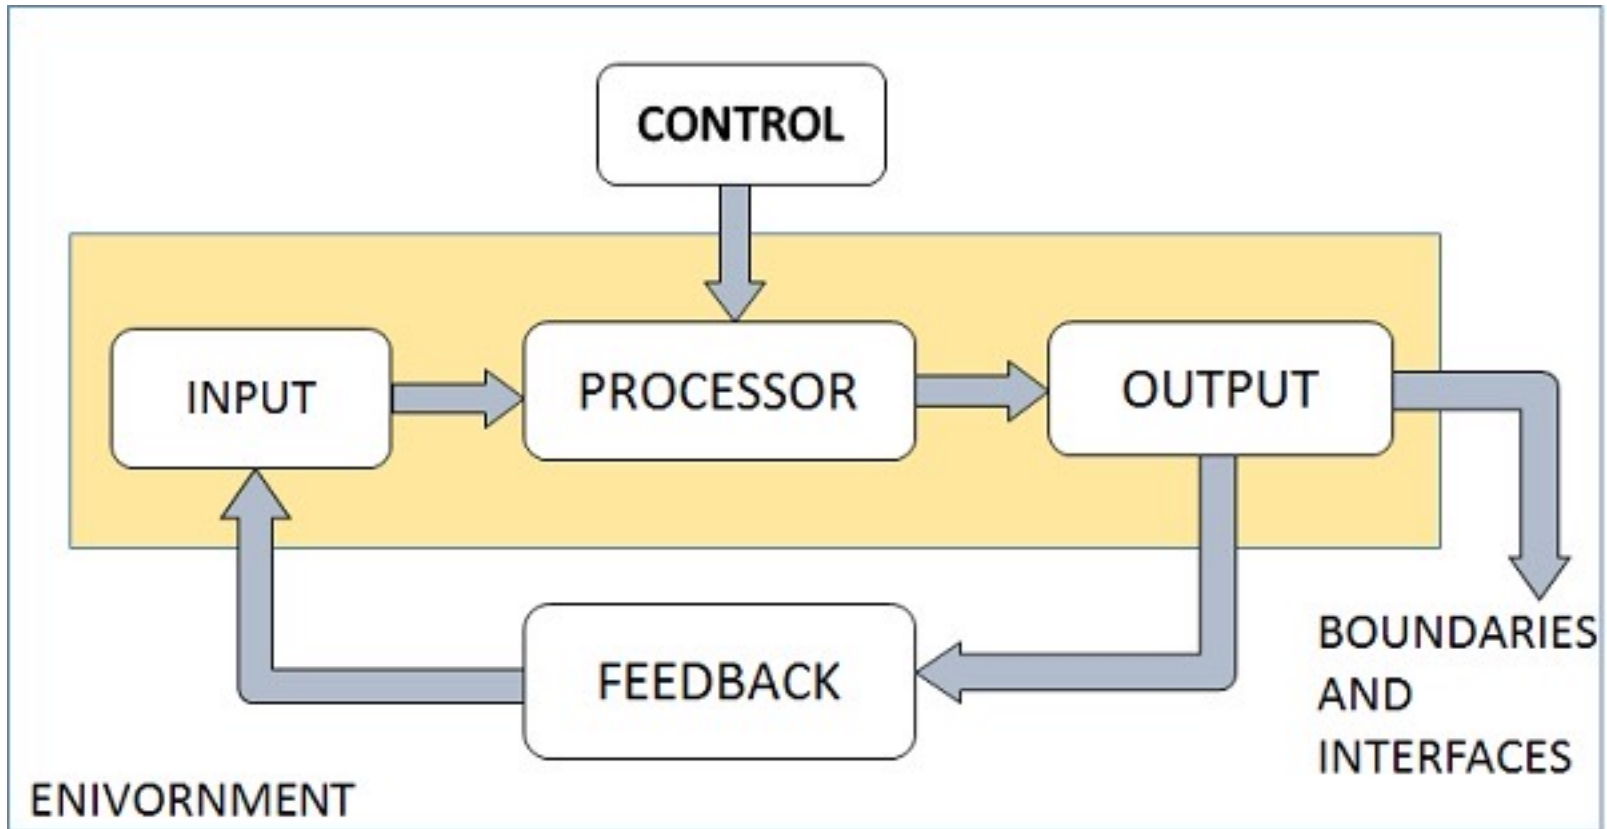 CONTROL
INPUT
PROCESSOR
OUTPUT
FEEDBACK
BOUNDARIES
AND
INTERFACES
ENIVORNMENT